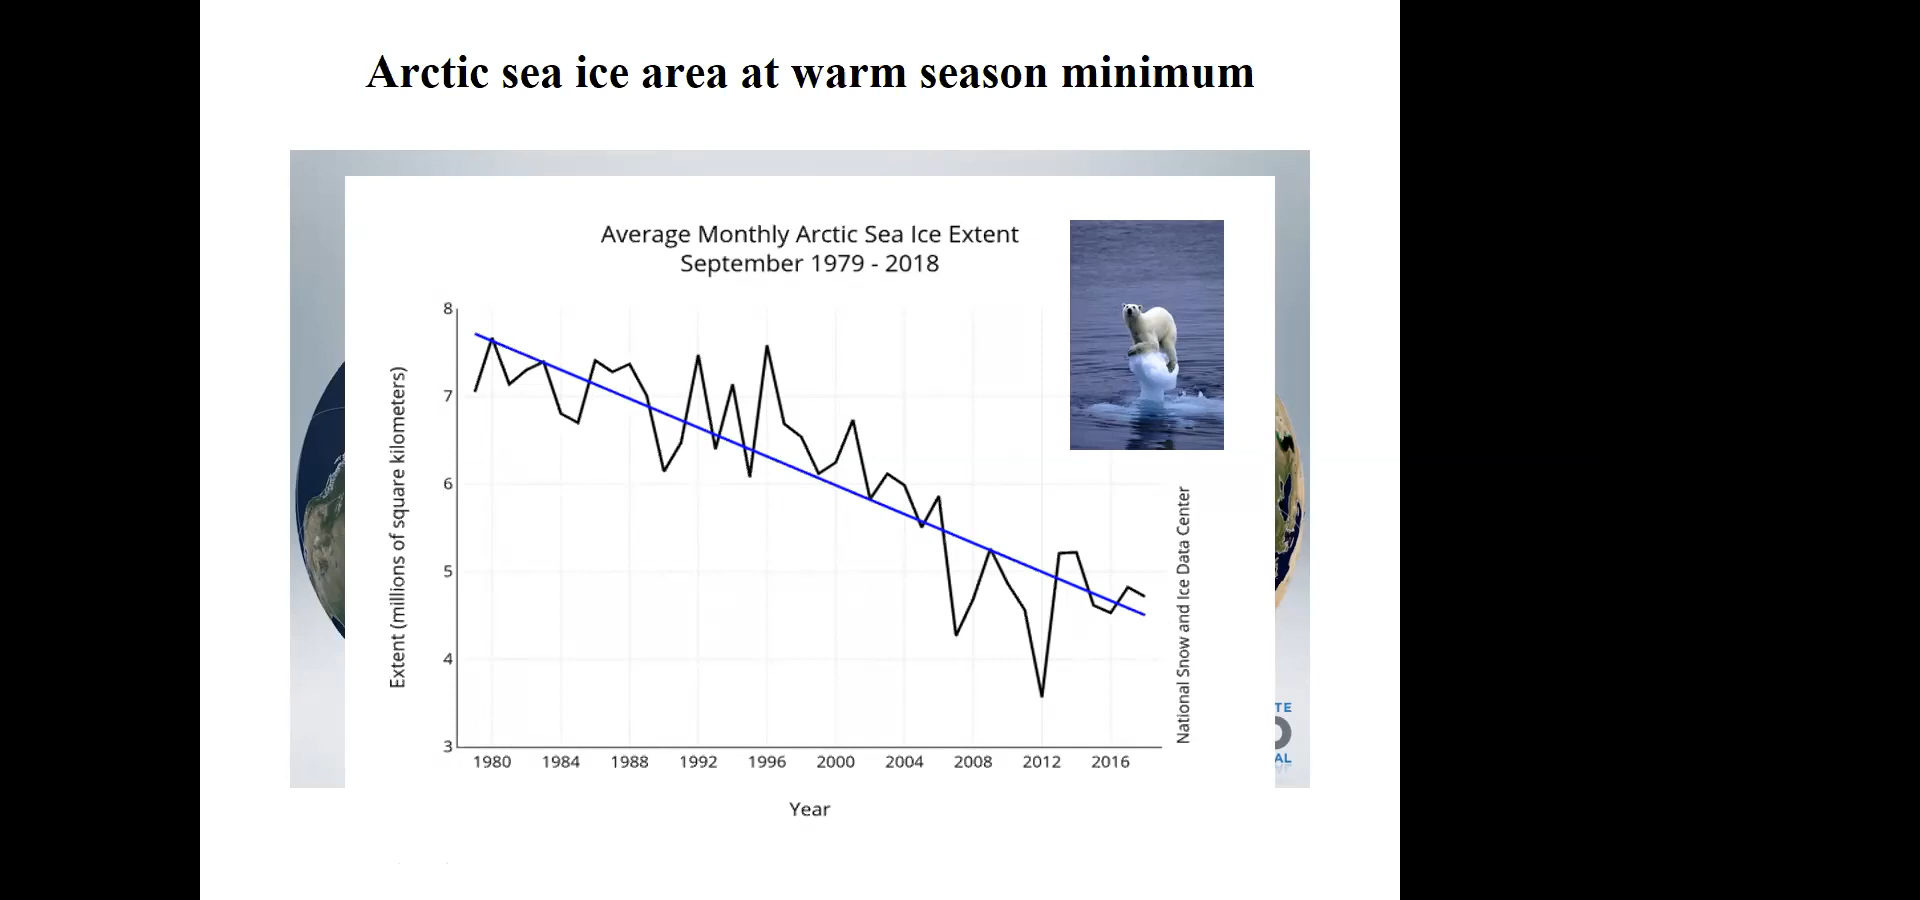 Arctic sea ice area at warm season minimum
Average Monthly Arctic Sea Ice Extent
September 1979 - 2018
Extent (millions of square kilometers)
8
7
6
5
4
3
1980 1984 1988 1992 1996 2000 2004 2008 2012 2016
Year
National Snow and Ice Data Center
TE
AL